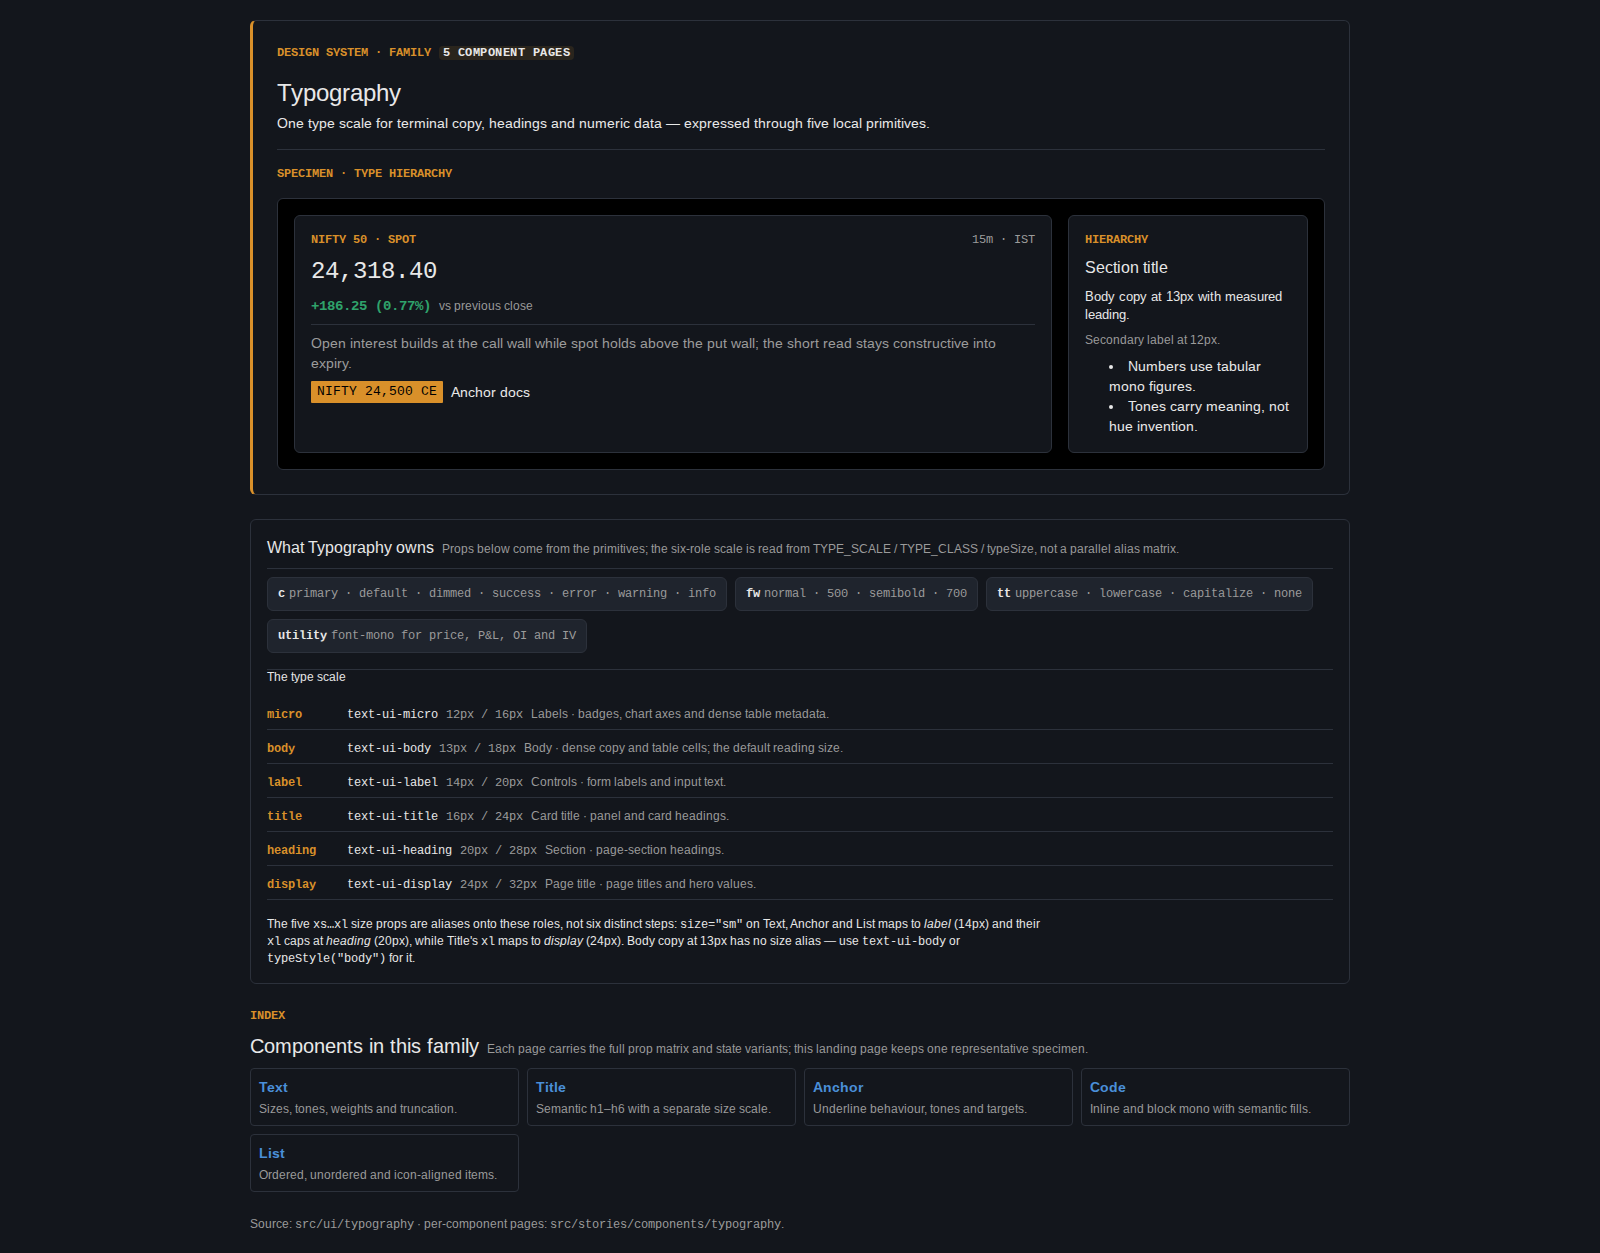 DESIGN SYSTEM · FAMILY 5 COMPONENT PAGES
Typography
One type scale for terminal copy, headings and numeric data — expressed through five local primitives.
SPECIMEN · TYPE HIERARCHY
NIFTY 50 · SPOT 15m · IST
24,318.40
+186.25 (0.77%) vs previous close
Open interest builds at the call wall while spot holds above the put wall; the short read stays constructive into
expiry.
NIFTY 24,500 CE Anchor docs
HIERARCHY
Section title
Body copy at 13px with measured
leading.
Secondary label at 12px.
• Numbers use tabular
mono figures.
• Tones carry meaning, not
hue invention.
What Typography owns Props below come from the primitives; the six-role scale is read from TYPE_SCALE / TYPE_CLASS / typeSize, not a parallel alias matrix.
c primary · default · dimmed · success · error · warning · info
fw normal · 500 · semibold · 700
tt uppercase · lowercase · capitalize · none
utility font-mono for price, P&L, OI and IV
The type scale
micro text-ui-micro 12px / 16px Labels · badges, chart axes and dense table metadata.
body text-ui-body 13px / 18px Body · dense copy and table cells; the default reading size.
label text-ui-label 14px / 20px Controls · form labels and input text.
title text-ui-title 16px / 24px Card title · panel and card headings.
heading text-ui-heading 20px / 28px Section · page-section headings.
display text-ui-display 24px / 32px Page title · page titles and hero values.
The five xs…xl size props are aliases onto these roles, not six distinct steps: size="sm" on Text, Anchor and List maps to label (14px) and their
xl caps at heading (20px), while Title's xl maps to display (24px). Body copy at 13px has no size alias — use text-ui-body or
typeStyle("body") for it.
INDEX
Components in this family Each page carries the full prop matrix and state variants; this landing page keeps one representative specimen.
Text
Sizes, tones, weights and truncation.
Title
Semantic h1–h6 with a separate size scale.
Anchor
Underline behaviour, tones and targets.
Code
Inline and block mono with semantic fills.
List
Ordered, unordered and icon-aligned items.
Source: src/ui/typography · per-component pages: src/stories/components/typography.